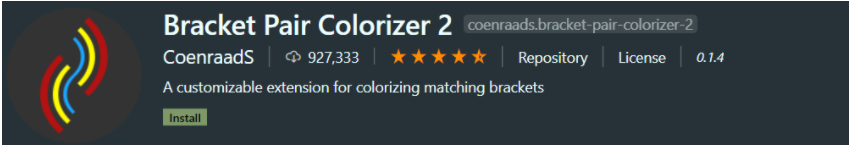 Bracket Pair Colorizer 2 coenraads.bracket-pair-colorizer-2
CoenraadS 927,333 Repository License 0.1.4
A customizable extension for colorizing matching brackets
Install